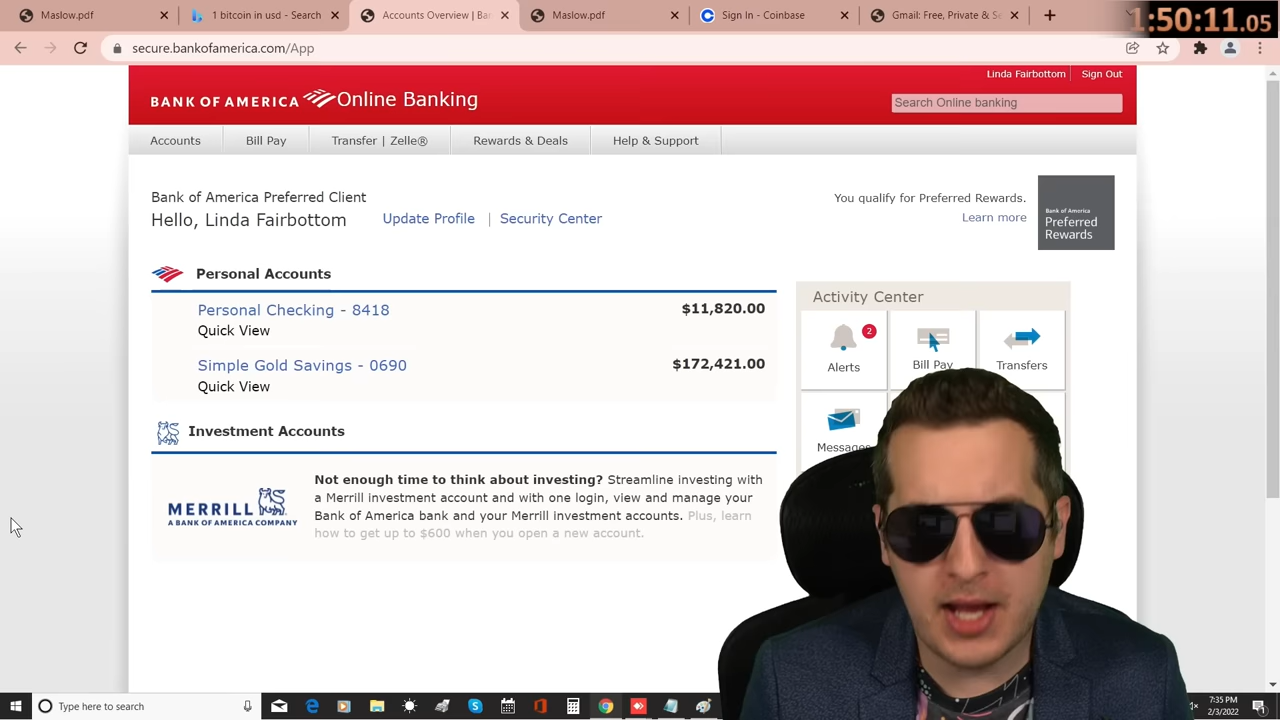 Maslow.pdf
1 bitcoin in usd - Search
Accounts Overview | Ba
Maslow.pdf
Sign In - Coinbase
Gmail: Free, Private & S
1:50:11.05
secure.bankofamerica.com/App
Linda Fairbottom
Sign Out
BANK OF AMERICA Online Banking
Search Online banking
Accounts
Bill Pay
Transfer | Zelle®
Rewards & Deals
Help & Support
Bank of America Preferred Client
Hello, Linda Fairbottom
Update Profile
Security Center
You qualify for Preferred Rewards.
Learn more
Bank of America
Preferred
Rewards
Personal Accounts
Personal Checking - 8418
$11,820.00
Quick View
Simple Gold Savings - 0690
$172,421.00
Quick View
Activity Center
2
Alerts
Bill Pay
Transfers
Messages
Investment Accounts
MERRILL
A BANK OF AMERICA COMPANY
Not enough time to think about investing? Streamline investing with
a Merrill investment account and with one login, view and manage your
Bank of America bank and your Merrill investment accounts. Plus, learn
how to get up to $600 when you open a new account.
Type here to search
7:35 PM
2/3/2022